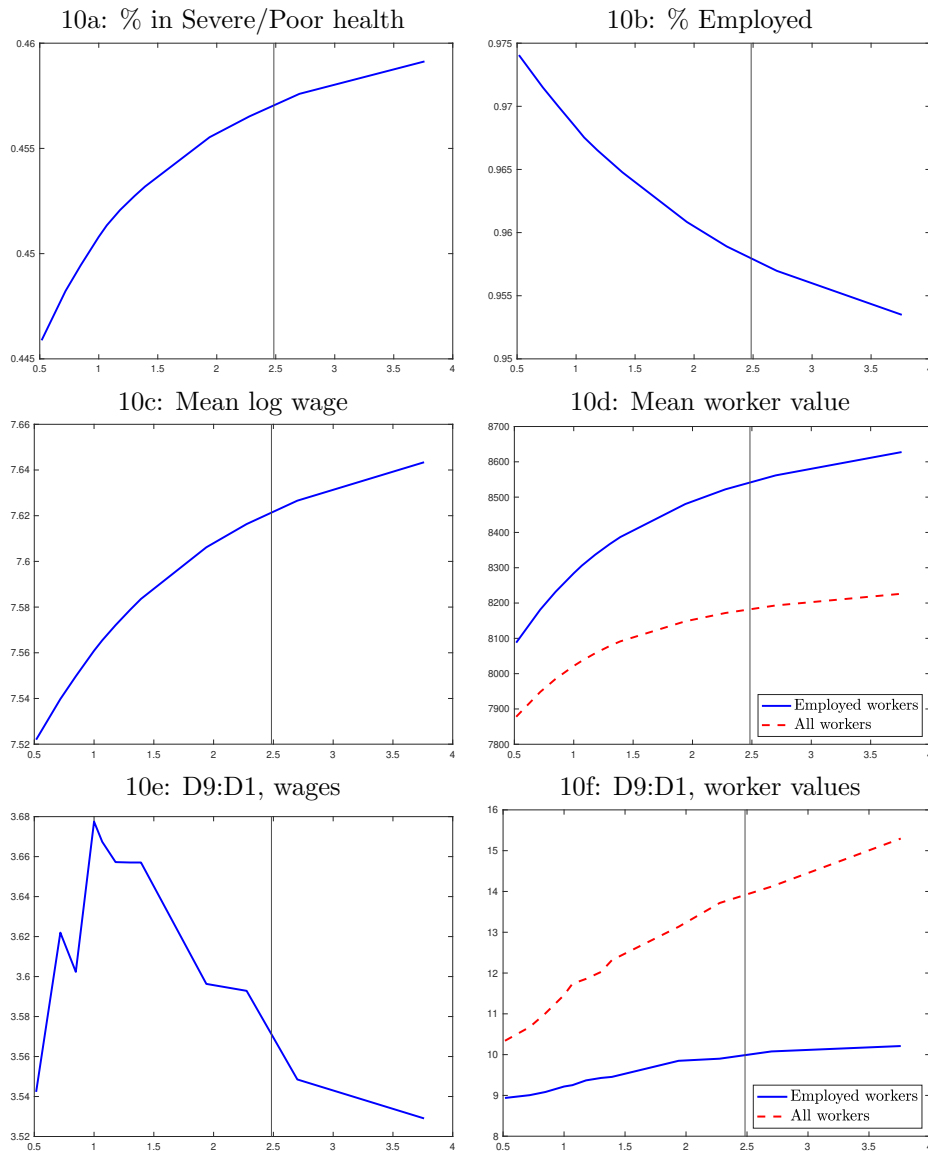 10a: % in Severe/Poor health
0.46
0.455
0.45
0.445
0.5 1 1.5 2 2.5 3 3.5 4
10b: % Employed
0.975
0.97
0.965
0.96
0.955
0.95
0.5 1 1.5 2 2.5 3 3.5 4
10c: Mean log wage
7.66
7.64
7.62
7.6
7.58
7.56
7.54
7.52
0.5 1 1.5 2 2.5 3 3.5 4
10d: Mean worker value
8700
8600
8500
8400
8300
8200
8100
8000
7900
7800
0.5 1 1.5 2 2.5 3 3.5 4
Employed workers
All workers
10e: D9:D1, wages
3.68
3.66
3.64
3.62
3.6
3.58
3.56
3.54
3.52
0.5 1 1.5 2 2.5 3 3.5 4
10f: D9:D1, worker values
16
15
14
13
12
11
10
9
8
0.5 1 1.5 2 2.5 3 3.5 4
Employed workers
All workers